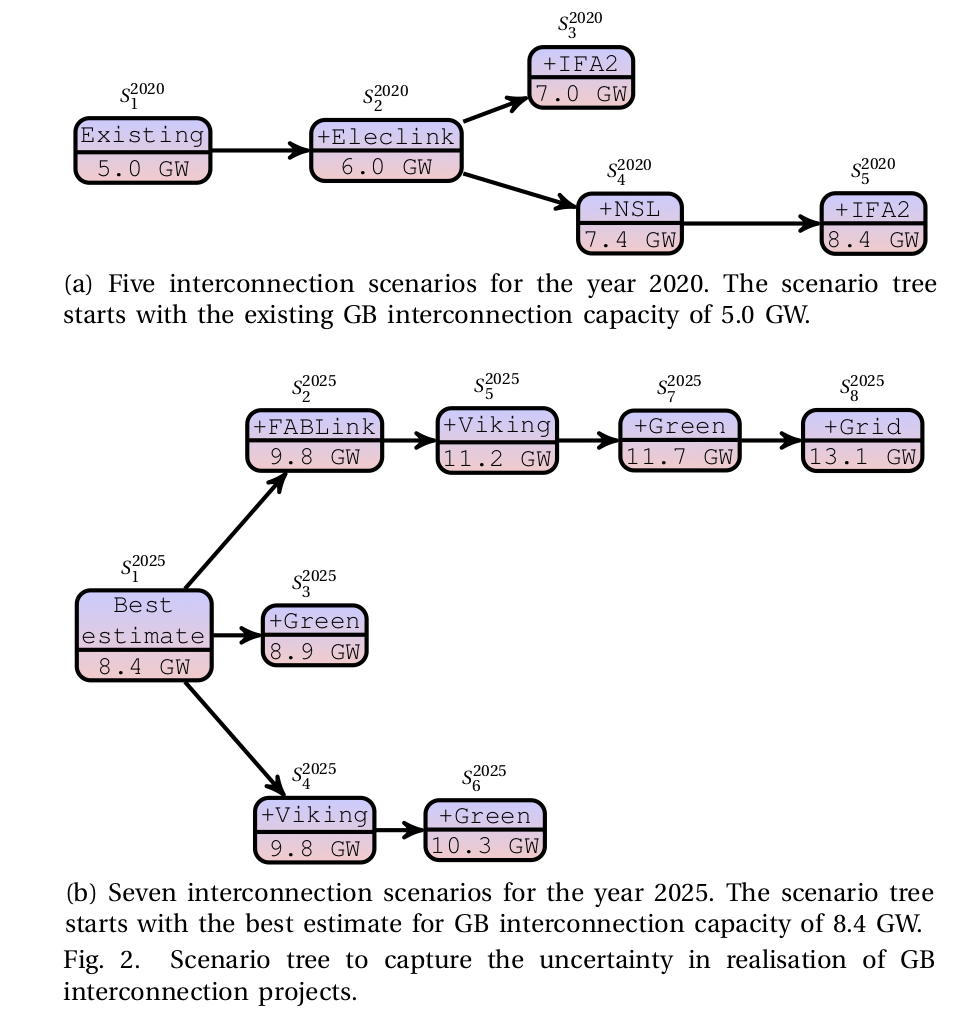 S_3^2020
+IFA2
7.0 GW
S_1^2020
Existing
5.0 GW
S_2^2020
+Eleclink
6.0 GW
S_4^2020
+NSL
7.4 GW
S_5^2020
+IFA2
8.4 GW
(a) Five interconnection scenarios for the year 2020. The scenario tree
starts with the existing GB interconnection capacity of 5.0 GW.
S_2^2025
+FABLink
9.8 GW
S_5^2025
+Viking
11.2 GW
S_7^2025
+Green
11.7 GW
S_8^2025
+Grid
13.1 GW
S_1^2025
Best
estimate
8.4 GW
S_3^2025
+Green
8.9 GW
S_4^2025
+Viking
9.8 GW
S_6^2025
+Green
10.3 GW
(b) Seven interconnection scenarios for the year 2025. The scenario tree
starts with the best estimate for GB interconnection capacity of 8.4 GW.
Fig. 2. Scenario tree to capture the uncertainty in realisation of GB
interconnection projects.